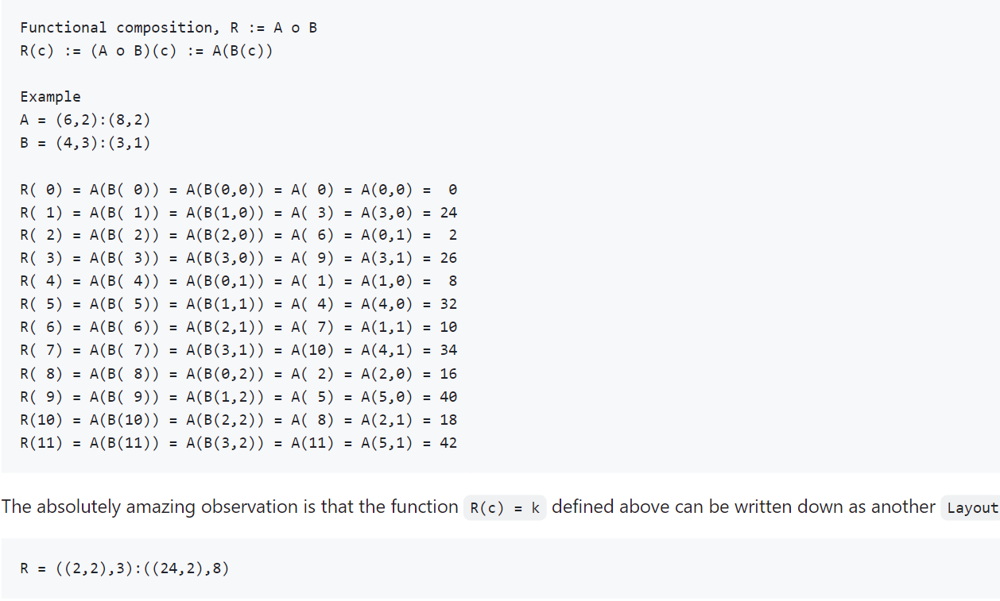 Functional composition, R := A o B
R(c) := (A o B)(c) := A(B(c))
Example
A = (6,2):(8,2)
B = (4,3):(3,1)
R( 0) = A(B( 0)) = A(B(0,0)) = A( 0) = A(0,0) =  0
R( 1) = A(B( 1)) = A(B(1,0)) = A( 3) = A(3,0) = 24
R( 2) = A(B( 2)) = A(B(2,0)) = A( 6) = A(0,1) =  2
R( 3) = A(B( 3)) = A(B(3,0)) = A( 9) = A(3,1) = 26
R( 4) = A(B( 4)) = A(B(0,1)) = A( 1) = A(1,0) =  8
R( 5) = A(B( 5)) = A(B(1,1)) = A( 4) = A(4,0) = 32
R( 6) = A(B( 6)) = A(B(2,1)) = A( 7) = A(1,1) = 10
R( 7) = A(B( 7)) = A(B(3,1)) = A(10) = A(4,1) = 34
R( 8) = A(B( 8)) = A(B(0,2)) = A( 2) = A(2,0) = 16
R( 9) = A(B( 9)) = A(B(1,2)) = A( 5) = A(5,0) = 40
R(10) = A(B(10)) = A(B(2,2)) = A( 8) = A(2,1) = 18
R(11) = A(B(11)) = A(B(3,2)) = A(11) = A(5,1) = 42
The absolutely amazing observation is that the function R(c) = k defined above can be written down as another Layout
R = ((2,2),3):((24,2),8)